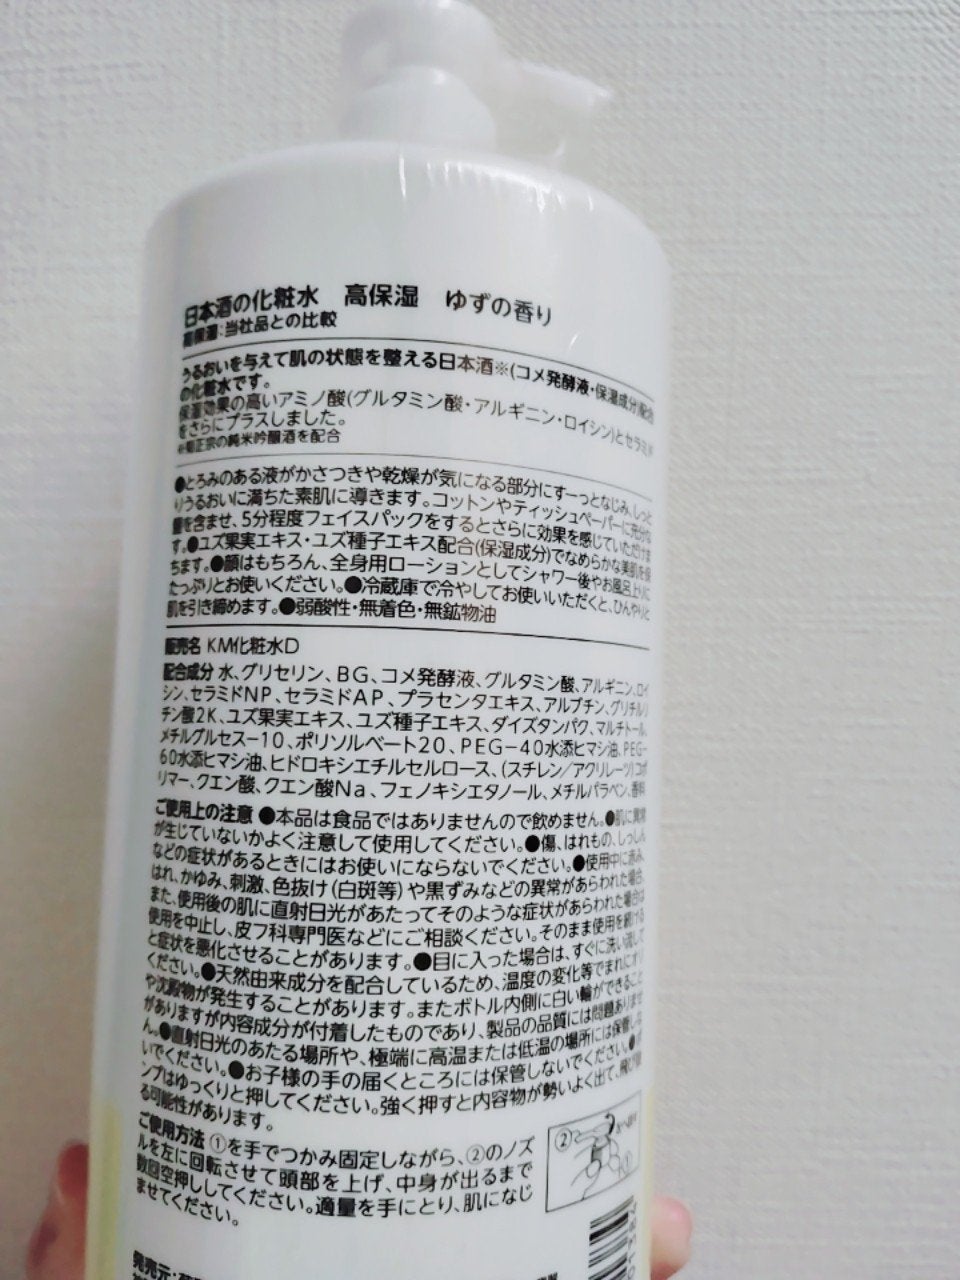 日本酒の化粧水　高保湿　ゆずの香り
高保湿:当社品との比較
うるおいを与えて肌の状態を整える日本酒※(コメ発酵液・保湿成分)配合
の化粧水です。
保湿効果の高いアミノ酸(グルタミン酸・アルギニン・ロイシン)とセラミド
をさらにプラスしました。
※菊正宗の純米吟醸酒を配合
●とろみのある液がかさつきや乾燥が気になる部分にすーっとなじみ、しっと
りうるおいに満ちた素肌に導きます。コットンやティッシュペーパーに充分な
量を含ませ、5分程度フェイスパックをするとさらに効果を感じていただけま
す。●ユズ果実エキス・ユズ種子エキス配合(保湿成分)でなめらかな美肌を保
ちます。●顔はもちろん、全身用ローションとしてシャワー後やお風呂上りに
たっぷりとお使いください。●冷蔵庫で冷やしてお使いいただくと、ひんやりと
肌を引き締めます。●弱酸性・無着色・無鉱物油
販売名 KM化粧水D
配合成分 水、グリセリン、BG、コメ発酵液、グルタミン酸、アルギニン、ロイ
シン、セラミドNP、セラミドAP、プラセンタエキス、アルブチン、グリチルリ
チン酸2K、ユズ果実エキス、ユズ種子エキス、ダイズタンパク、マルチトール、
メチルグルセス-10、ポリソルベート20、PEG-40水添ヒマシ油、PEG-
60水添ヒマシ油、ヒドロキシエチルセルロース、(スチレン/アクリレーツ)コポ
リマー、クエン酸、クエン酸Na、フェノキシエタノール、メチルパラベン、香料
ご使用上の注意 ●本品は食品ではありませんので飲めません。●肌に異常
が生じていないかよく注意して使用してください。●傷、はれもの、しっしん
などの症状があるときにはお使いにならないでください。●使用中に赤み、
はれ、かゆみ、刺激、色抜け(白斑等)や黒ずみなどの異常があらわれた場合、
また、使用後の肌に直射日光があたってそのような症状があらわれた場合は
使用を中止し、皮フ科専門医などにご相談ください。そのまま使用を続ける
と症状を悪化させることがあります。●目に入った場合は、すぐに洗い流して
ください。●天然由来成分を配合しているため、温度の変化等でまれにすり
や沈殿物が発生することがあります。またボトル内側に白い輪ができること
がありますが内容成分が付着したものであり、製品の品質には問題ありませ
ん。●直射日光のあたる場所や、極端に高温または低温の場所には保管しな
いでください。●お子様の手の届くところには保管しないでください。
ンプはゆっくりと押してください。強く押すと内容物が勢いよく出て、飛び散
る可能性があります。
ご使用方法 ①を手でつかみ固定しながら、②のノズ
ルを左に回転させて頭部を上げ、中身が出るまで
数回空押ししてください。適量を手にとり、肌になじ
ませてください。
②
①
発売元: